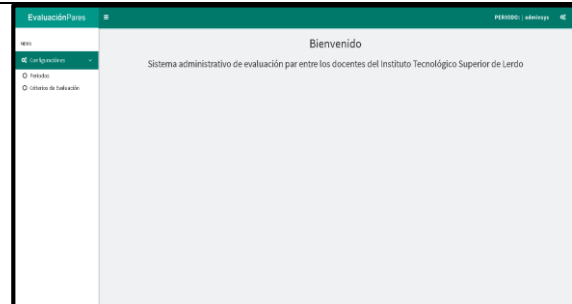 EvaluaciónPares
PERIODO: | adminsys
MENU
Configuraciones
Periodos
Criterios de Evaluación
Bienvenido
Sistema administrativo de evaluación par entre los docentes del Instituto Tecnológico Superior de Lerdo